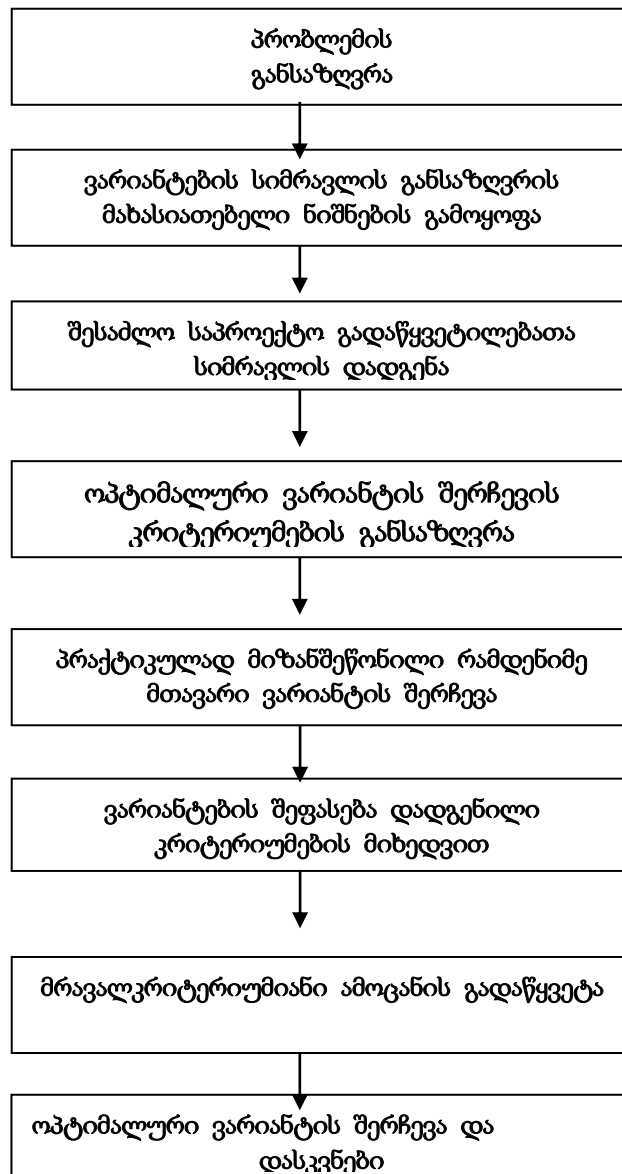 პრობლემის
განსაზღვრა
ვარიანტების სიმრავლის განსაზღვრის
მახასიათებელი ნიშნების გამოყოფა
შესაძლო საპროექტო გადაწყვეტილებათა
სიმრავლის დადგენა
ოპტიმალური ვარიანტის შერჩევის
კრიტერიუმების განსაზღვრა
პრაქტიკულად მიზანშეწონილი რამდენიმე
მთავარი ვარიანტის შერჩევა
ვარიანტების შეფასება დადგენილი
კრიტერიუმების მიხედვით
მრავალკრიტერიუმიანი ამოცანის გადაწყვეტა
ოპტიმალური ვარიანტის შერჩევა და
დასკვნები